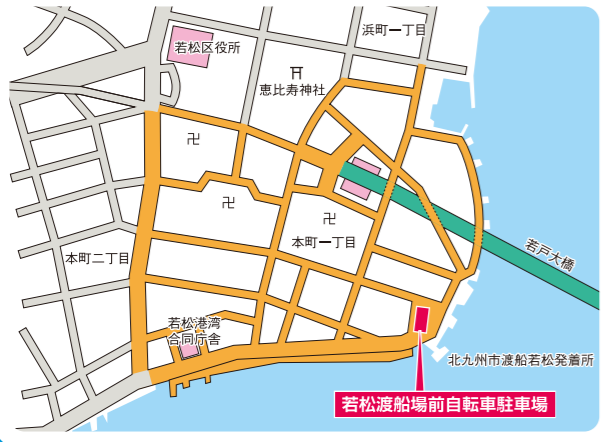 浜町一丁目
若松区役所
恵比寿神社
本町一丁目
若戸大橋
本町二丁目
若松港湾
合同庁舎
北九州市渡船若松発着所
若松渡船場前自転車駐車場